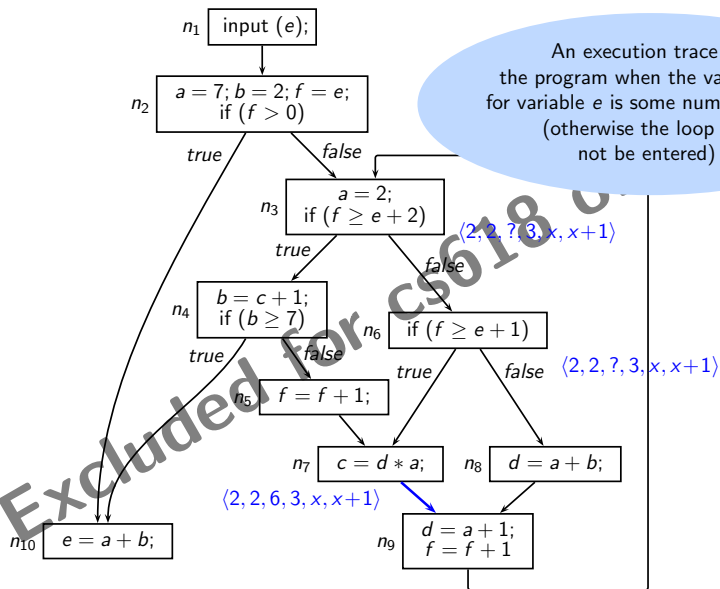 n1 input (e);
n2 a = 7; b = 2; f = e;
if (f > 0)
An execution trace
the program when the va
for variable e is some num
(otherwise the loop
not be entered)
true
false
n3 a = 2;
if (f ≥ e + 2)
⟨2, 2, ?, 3, x, x+1⟩
true
false
n4 b = c + 1;
if (b ≥ 7)
n6 if (f ≥ e + 1)
true
false
true
false
⟨2, 2, ?, 3, x, x+1⟩
n5 f = f + 1;
n7 c = d * a;
n8 d = a + b;
⟨2, 2, 6, 3, x, x+1⟩
n9 d = a + 1;
f = f + 1
n10 e = a + b;
Excluded for cs618